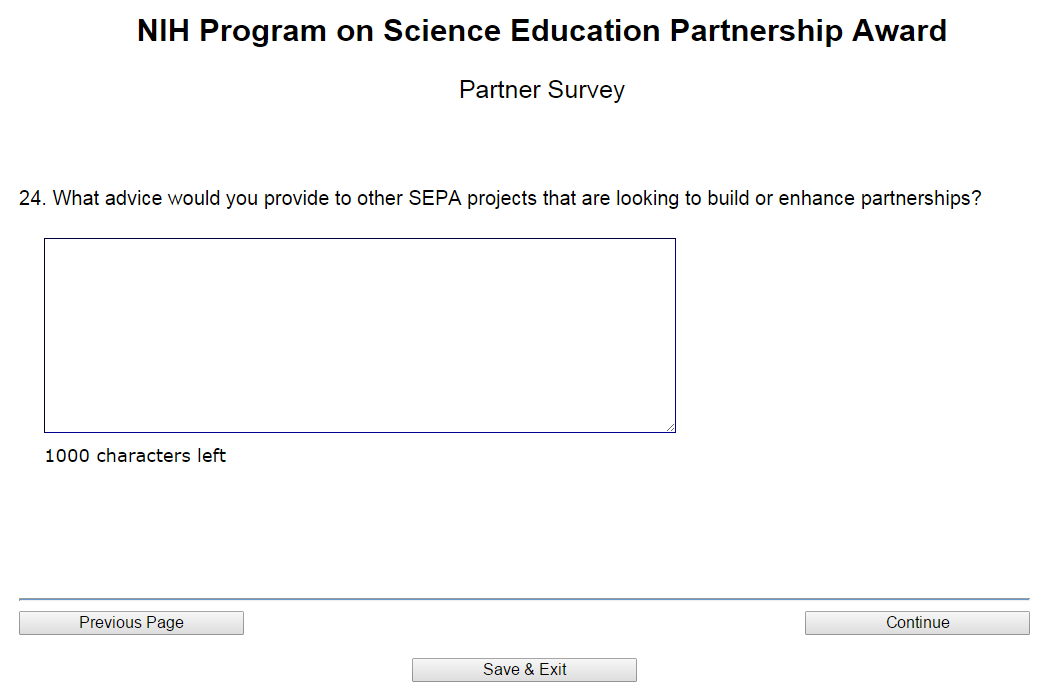 NIH Program on Science Education Partnership Award
Partner Survey
24. What advice would you provide to other SEPA projects that are looking to build or enhance partnerships?
1000 characters left
Previous Page
Continue
Save & Exit